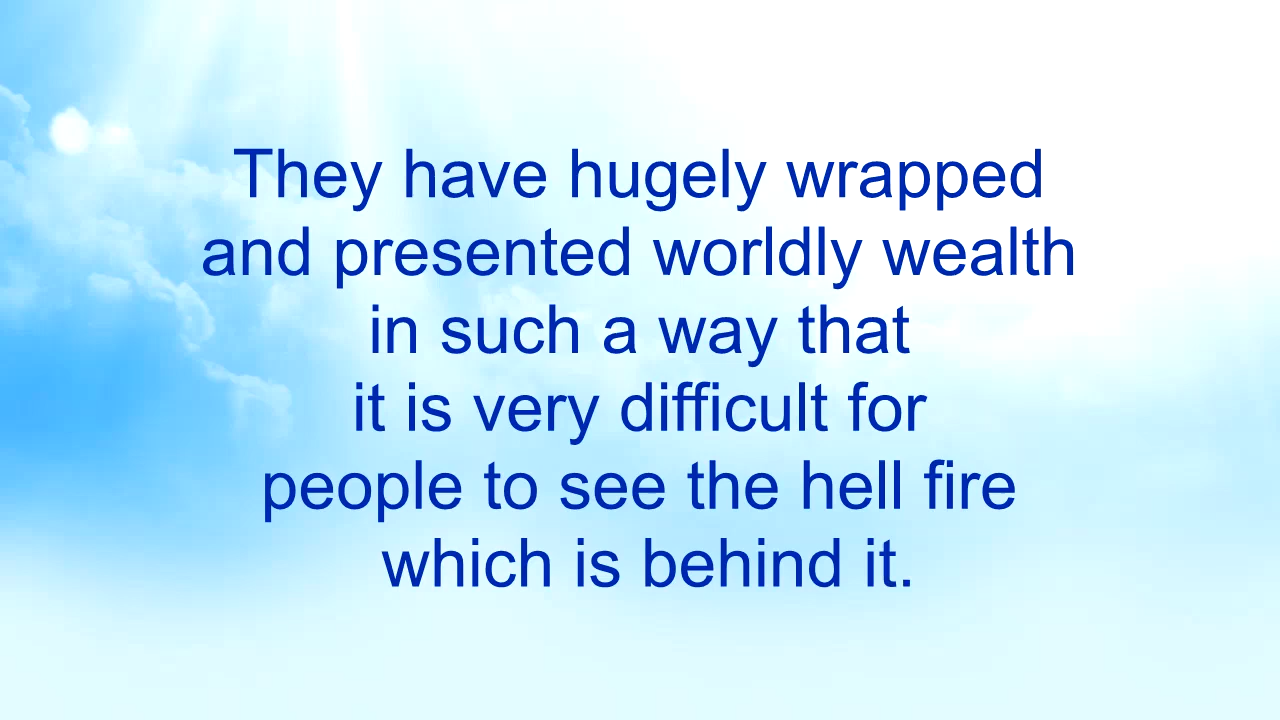 They have hugely wrapped
and presented worldly wealth
in such a way that
it is very difficult for
people to see the hell fire
which is behind it.